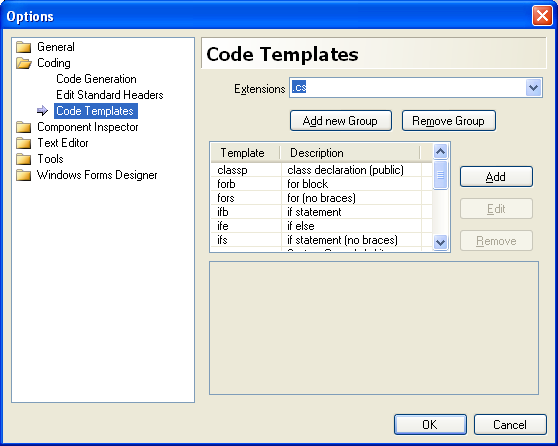 Options
General
Coding
Code Generation
Edit Standard Headers
Code Templates
Component Inspector
Text Editor
Tools
Windows Forms Designer
Code Templates
Extensions .cs
Add new Group Remove Group
Template Description
classp class declaration (public)
forb for block
fors for (no braces)
ifb if statement
ife if else
ifs if statement (no braces)
Add
Edit
Remove
OK Cancel